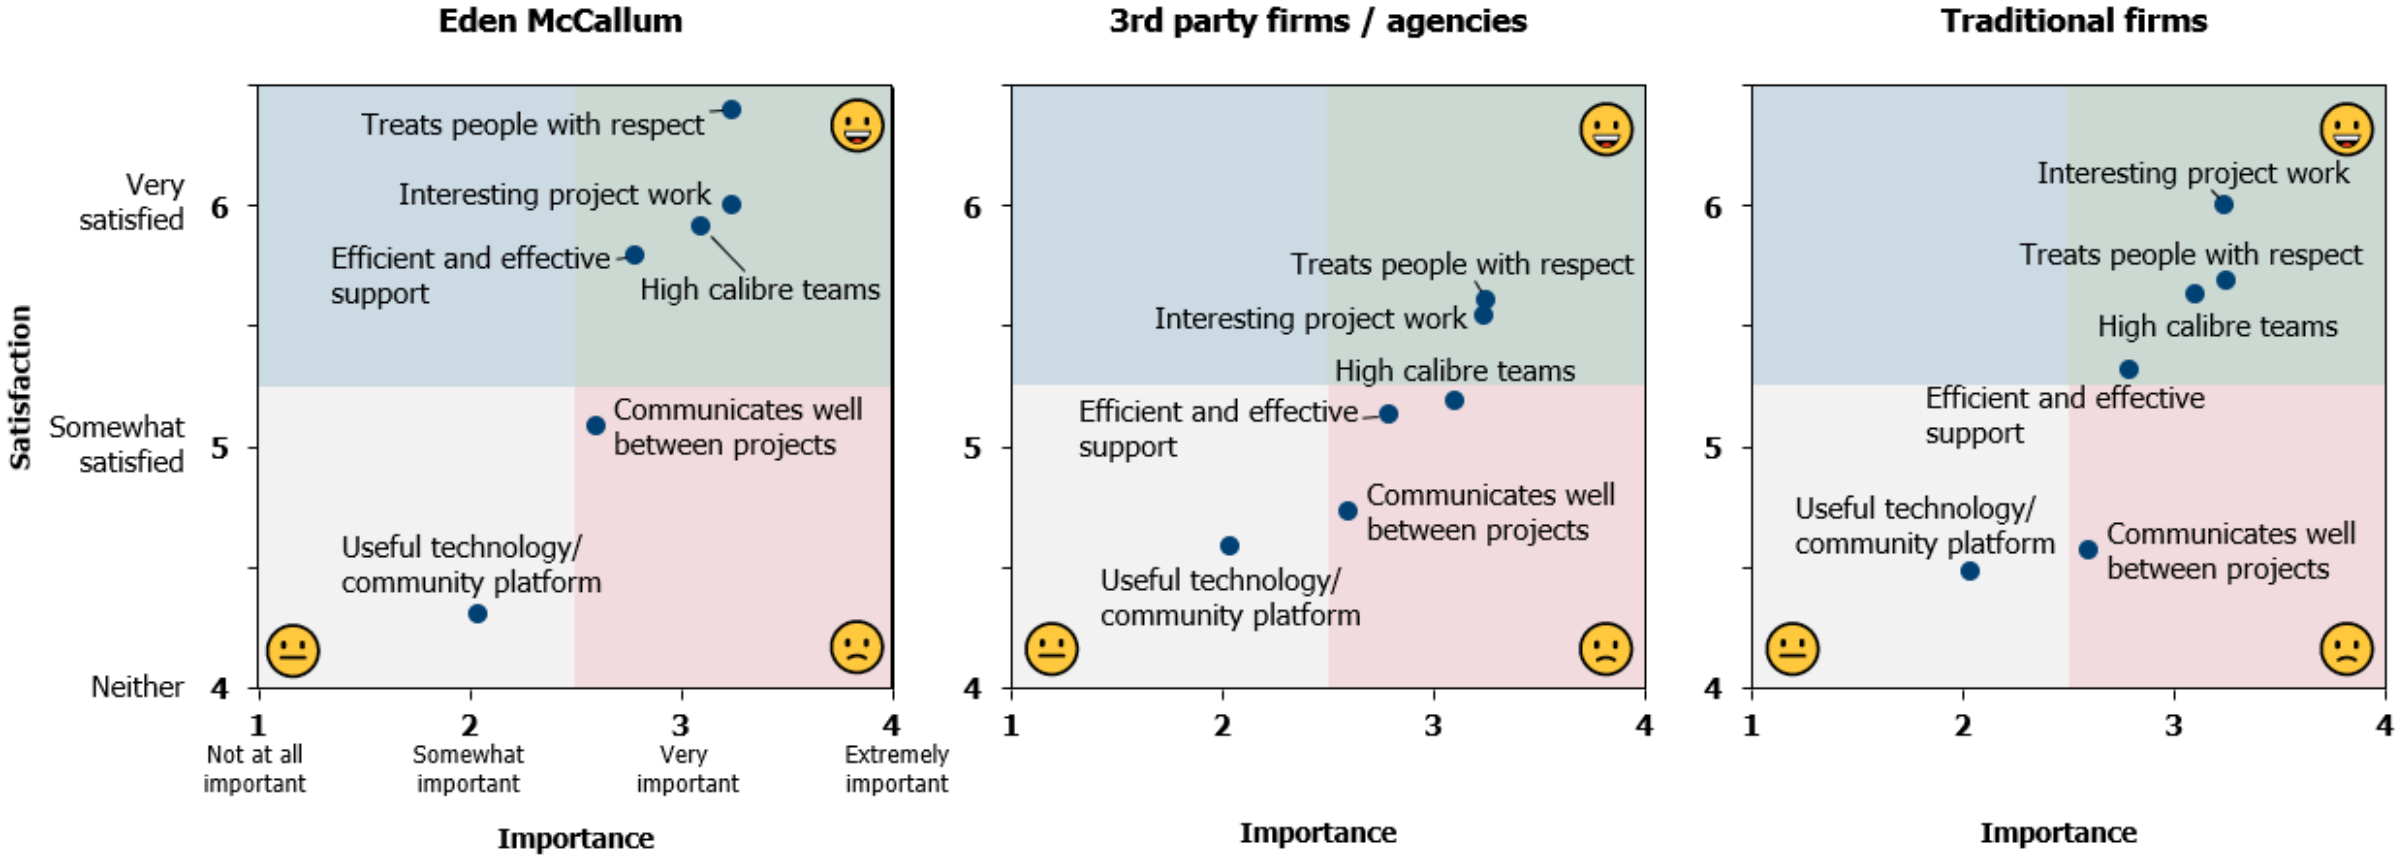 Eden McCallum
3rd party firms / agencies
Traditional firms
Satisfaction
Very
satisfied
Somewhat
satisfied
Neither
6
5
4
Treats people with respect
Interesting project work
Efficient and effective
support
High calibre teams
Communicates well
between projects
Useful technology/
community platform
1
2
3
4
Not at all
important
Somewhat
important
Very
important
Extremely
important
Importance
6
5
4
Treats people with respect
Interesting project work
High calibre teams
Efficient and effective
support
Communicates well
between projects
Useful technology/
community platform
1
2
3
4
Importance
6
5
4
Interesting project work
Treats people with respect
High calibre teams
Efficient and effective
support
Useful technology/
community platform
Communicates well
between projects
1
2
3
4
Importance